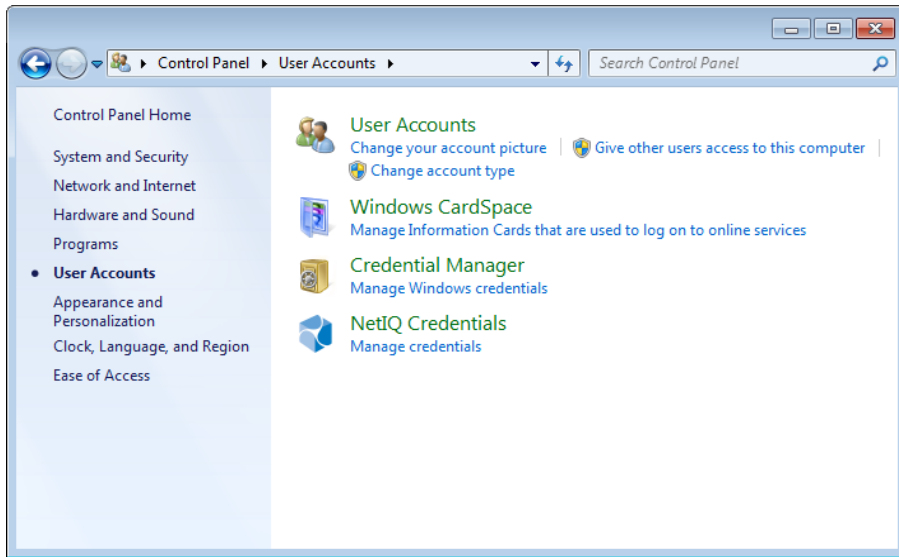 Control Panel User Accounts Search Control Panel
Control Panel Home
System and Security
Network and Internet
Hardware and Sound
Programs
User Accounts
Appearance and
Personalization
Clock, Language, and Region
Ease of Access
User Accounts
Change your account picture Give other users access to this computer
Change account type
Windows CardSpace
Manage Information Cards that are used to log on to online services
Credential Manager
Manage Windows credentials
NetIQ Credentials
Manage credentials